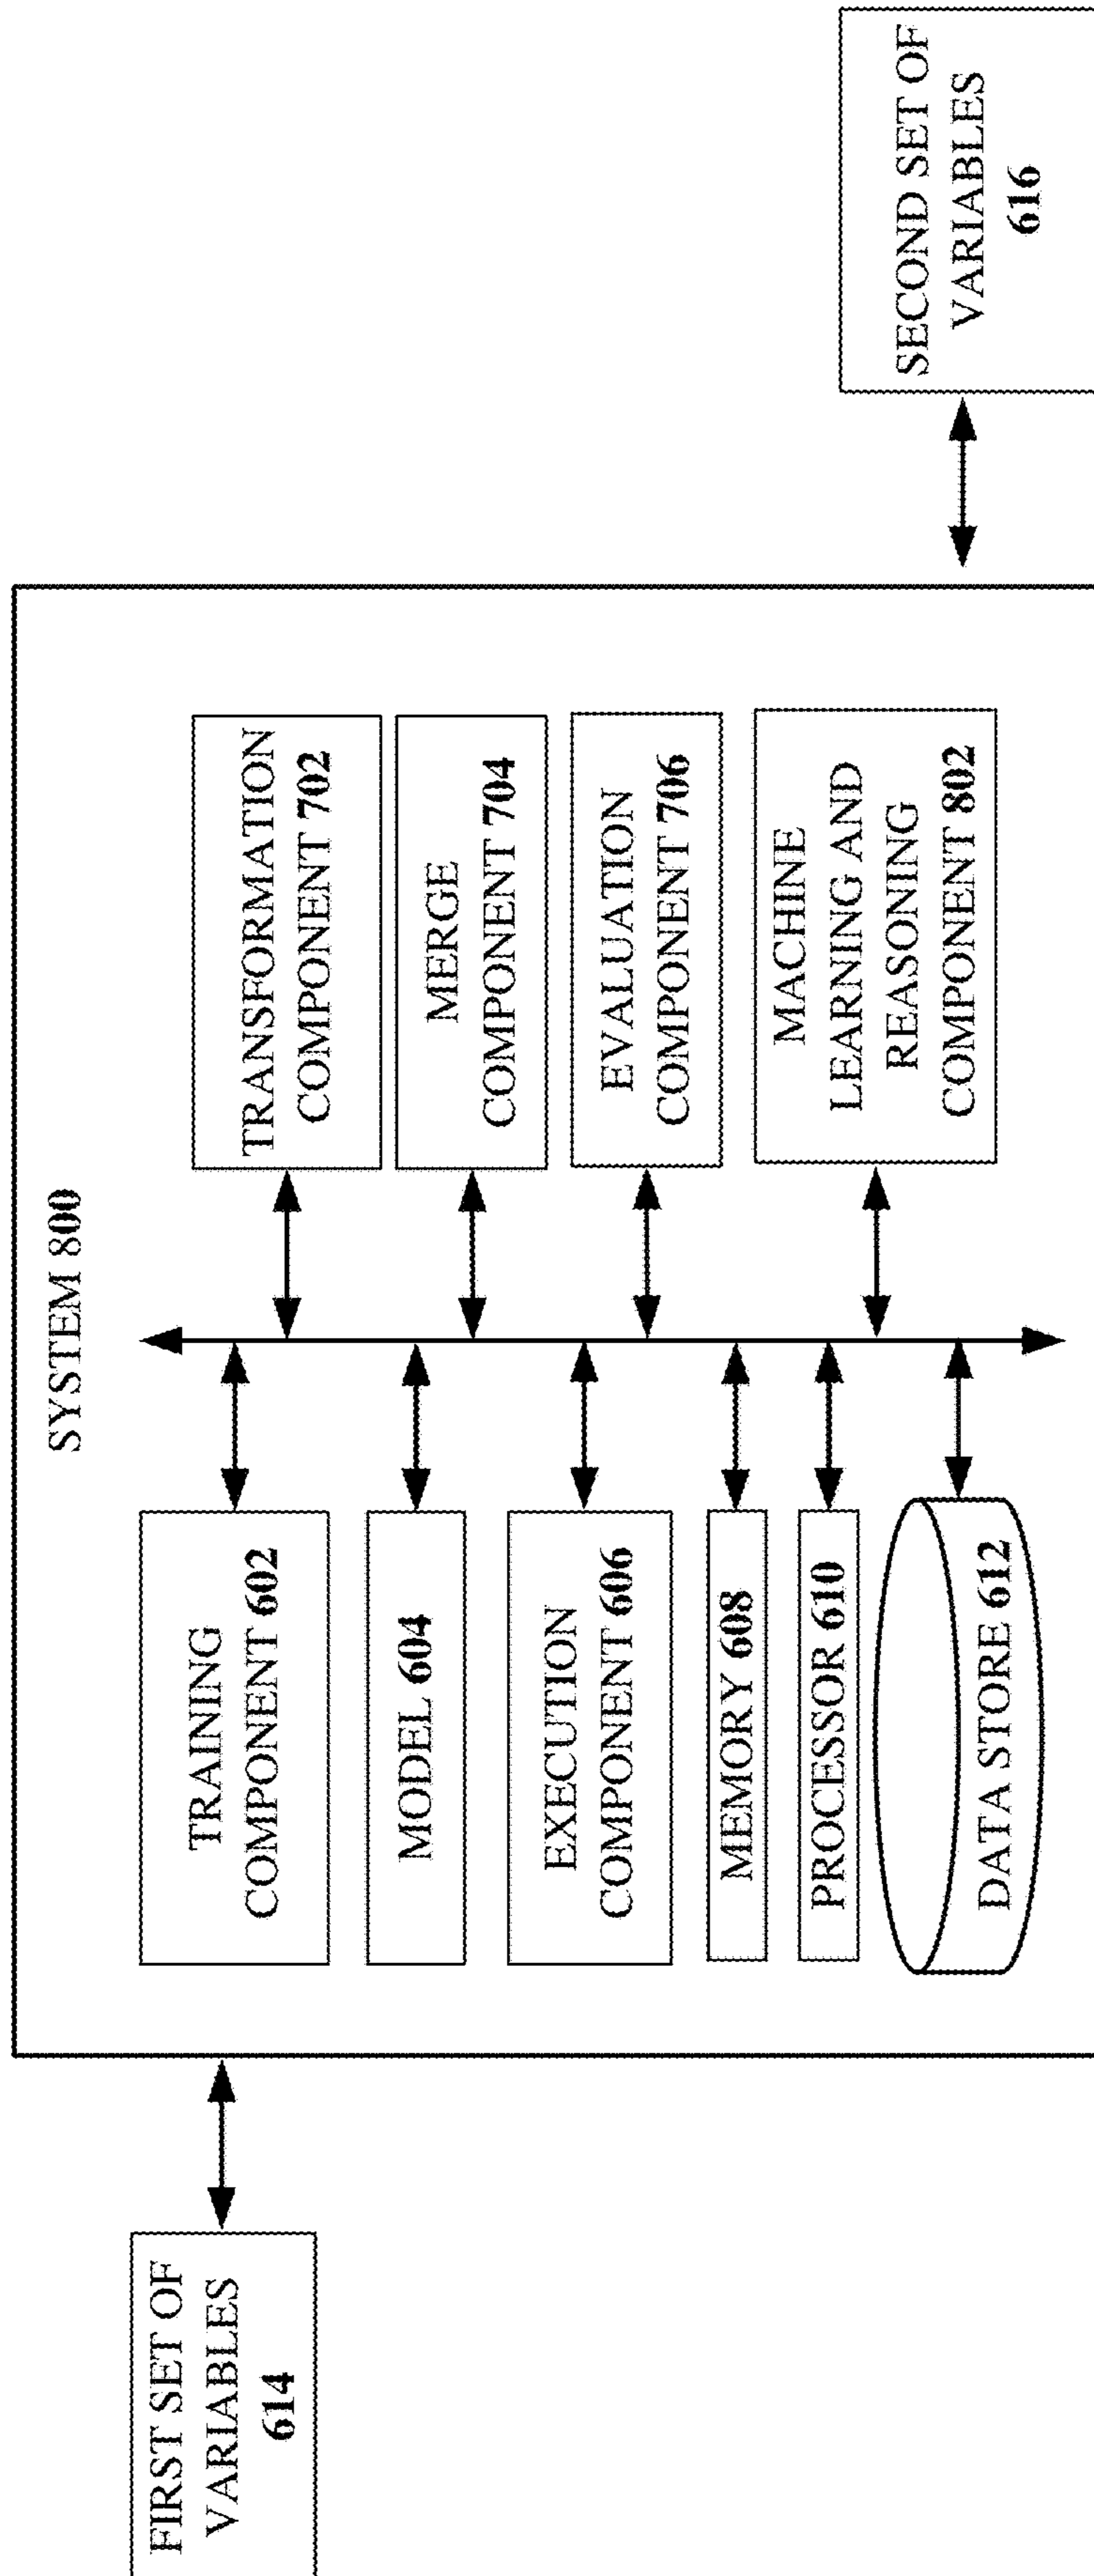 SYSTEM 800
FIRST SET OF
VARIABLES
614
TRAINING
COMPONENT 602
MODEL 604
EXECUTION
COMPONENT 606
MEMORY 608
PROCESSOR 610
DATA STORE 612
TRANSFORMATION
COMPONENT 702
MERGE
COMPONENT 704
EVALUATION
COMPONENT 706
MACHINE
LEARNING AND
REASONING
COMPONENT 802
SECOND SET OF
VARIABLES
616